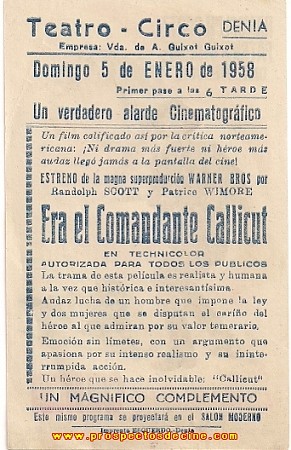 Teatro - Circo DENIA
Empresa: Vda. de A. Guixot Guixot
Domingo 5 de ENERO de 1958
Primer pase a las 6 TARDE
Un verdadero alarde Cinematográfico
Un film calificado así por la crítica norteame-
ricana: ¡Ni drama más fuerte ni héroe más
audaz llegó jamás a la pantalla del cine!
ESTRENO de la magna superproducción WARNER BROS por
Randolph SCOTT y Patrice WIMORE
Era el Comandante Callicut
EN TECHNICOLOR
AUTORIZADA PARA TODOS LOS PUBLICOS
La trama de esta película es realista y humana
a la vez que histórica e interesantísima.
Audaz lucha de un hombre que impone la ley
y dos mujeres que se disputan el cariño del
héroe al que admiran por su valor temerario.
Emoción sin límetes, con un argumento que
apasiona por su intenso realismo y su inin-
terrumpida acción.
Un héroe que se hace inolvidable: "Callicut"
UN MAGNIFICO COMPLEMENTO
Este mismo programa se proyectará en el SALON MODERNO
Imprenta ESQUERDO.-Denia
www.prospectosdecine.com